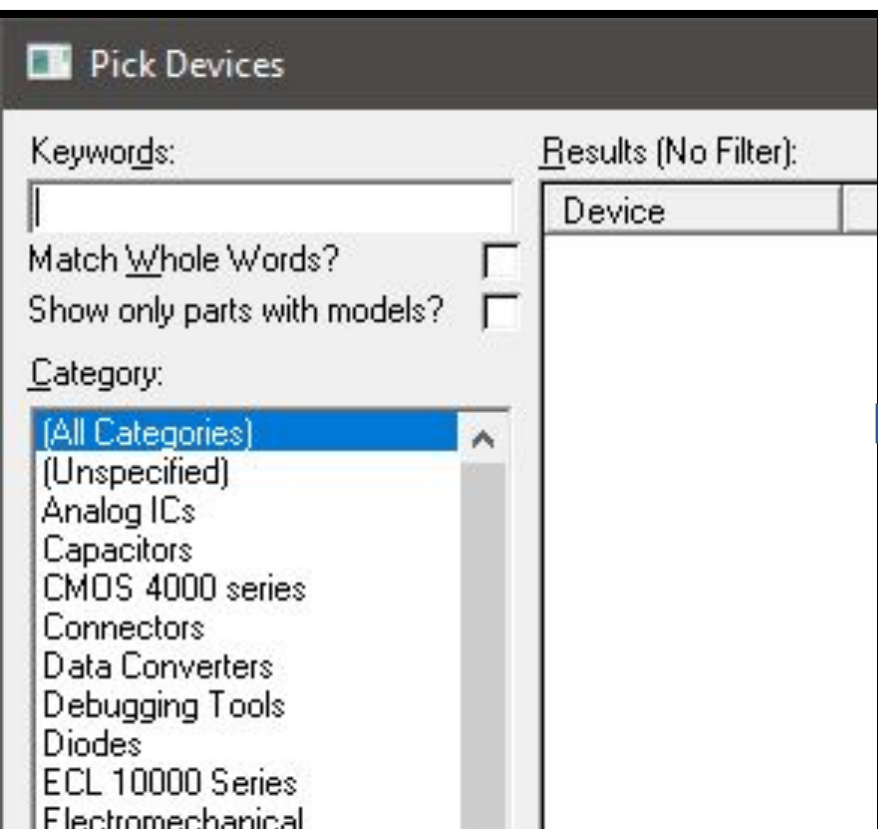 Pick Devices
Keywords:
Results (No Filter):
Device
Match Whole Words?
Show only parts with models?
Category:
(All Categories)
(Unspecified)
Analog ICs
Capacitors
CMOS 4000 series
Connectors
Data Converters
Debugging Tools
Diodes
ECL 10000 Series
Electromechanical